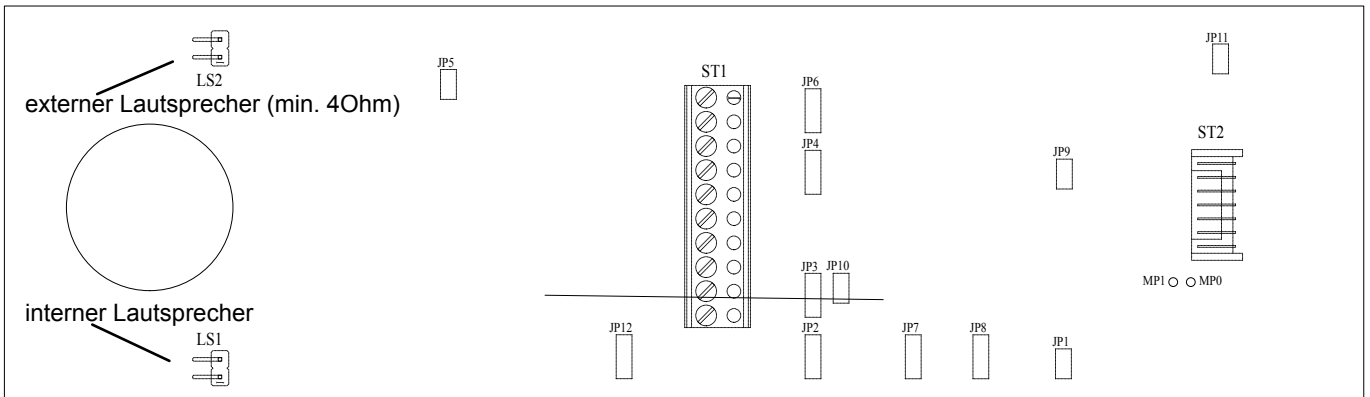 JP11
JP5
LS2
ST1
JP6
externer Lautsprecher (min. 4Ohm)
ST2
JP4
JP9
JP3 JP10
MP1 MP0
interner Lautsprecher
LS1
JP12 JP2 JP7 JP8 JP1